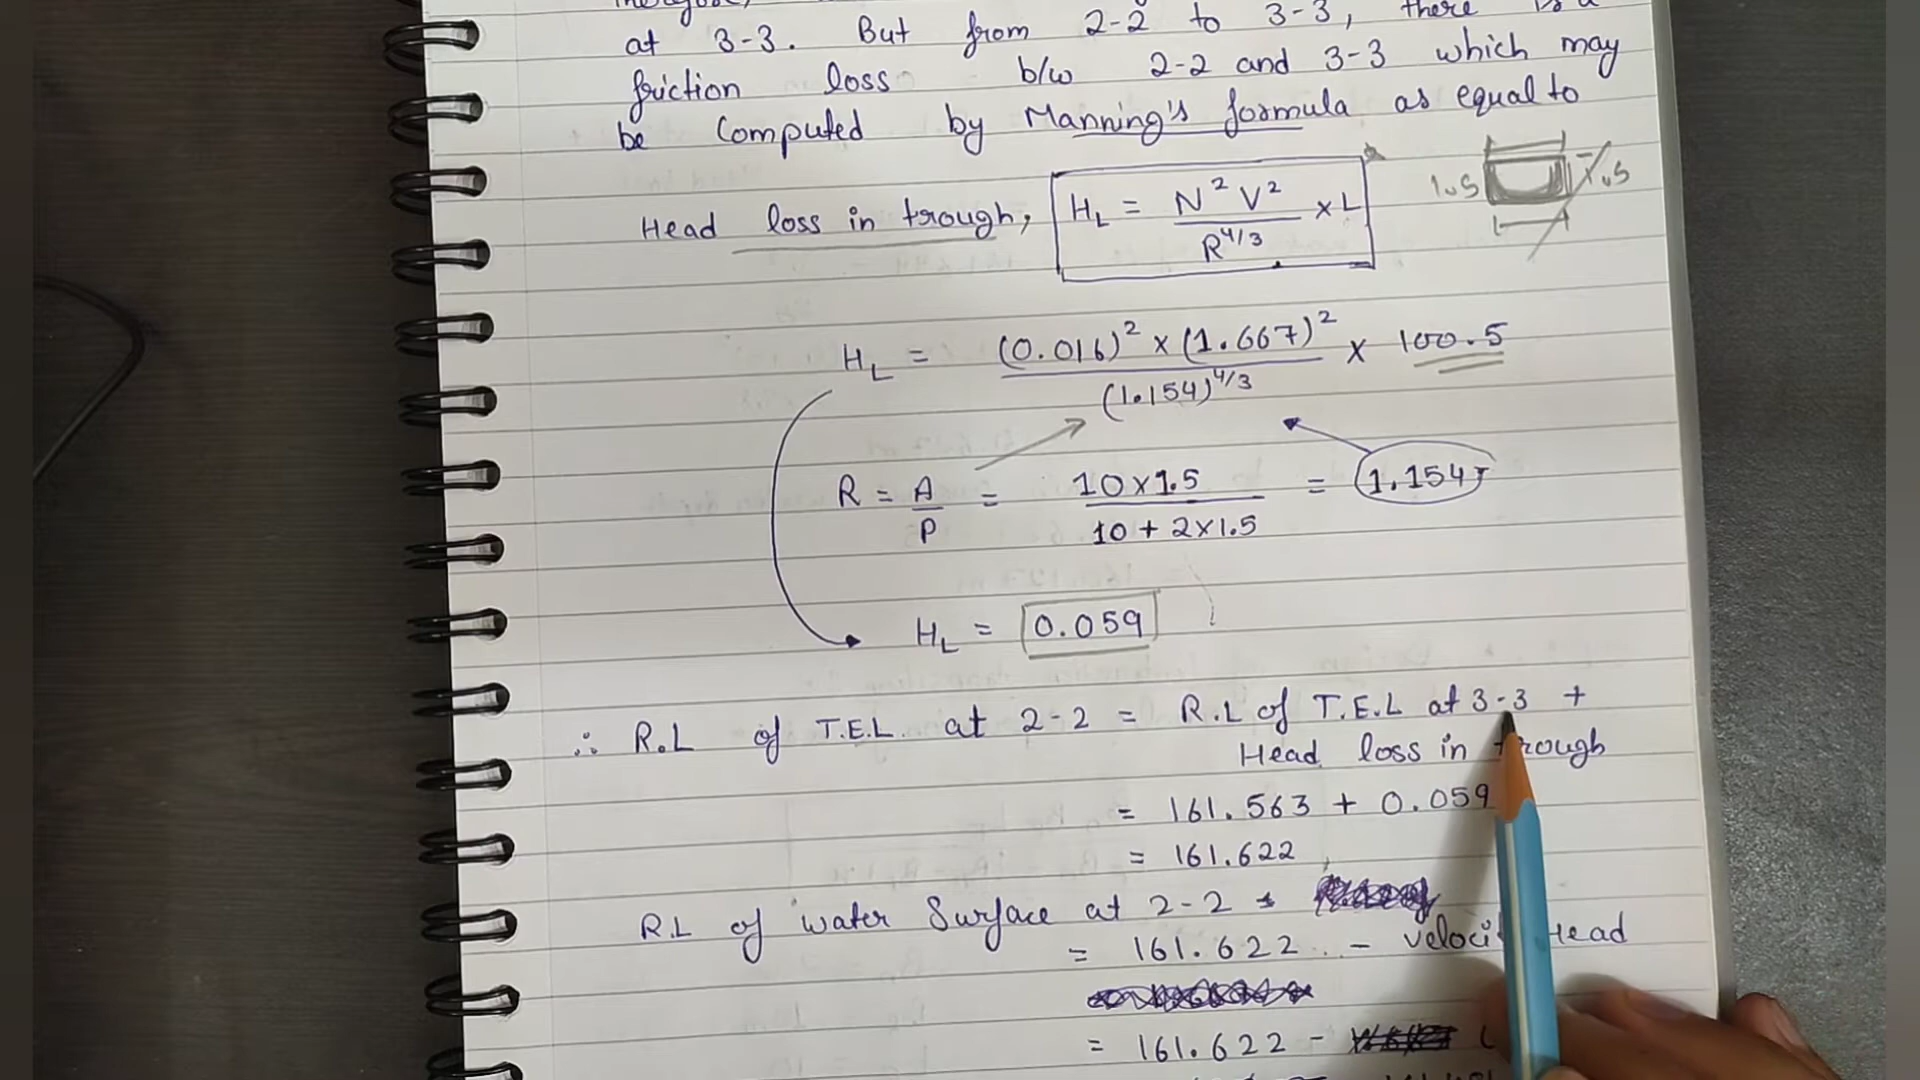 at 3-3. But from 2-2 to 3-3, there is a
friction loss b/w 2-2 and 3-3 which may
be Computed by Manning's formula as equal to
1.5
Head loss in trough, H_L = N² V² / R^4/3 × L
H_L = (0.016)² × (1.667)² / (1.154)^4/3 × 100.5
R = A / P = 10×1.5 / 10 + 2×1.5 = 1.154
H_L = 0.059
∴ R.L of T.E.L. at 2-2 = R.L of T.E.L at 3-3 +
Head loss in trough
= 161.563 + 0.059
= 161.622
R.L of water Surface at 2-2
= 161.622 - Head
= 161.622 -